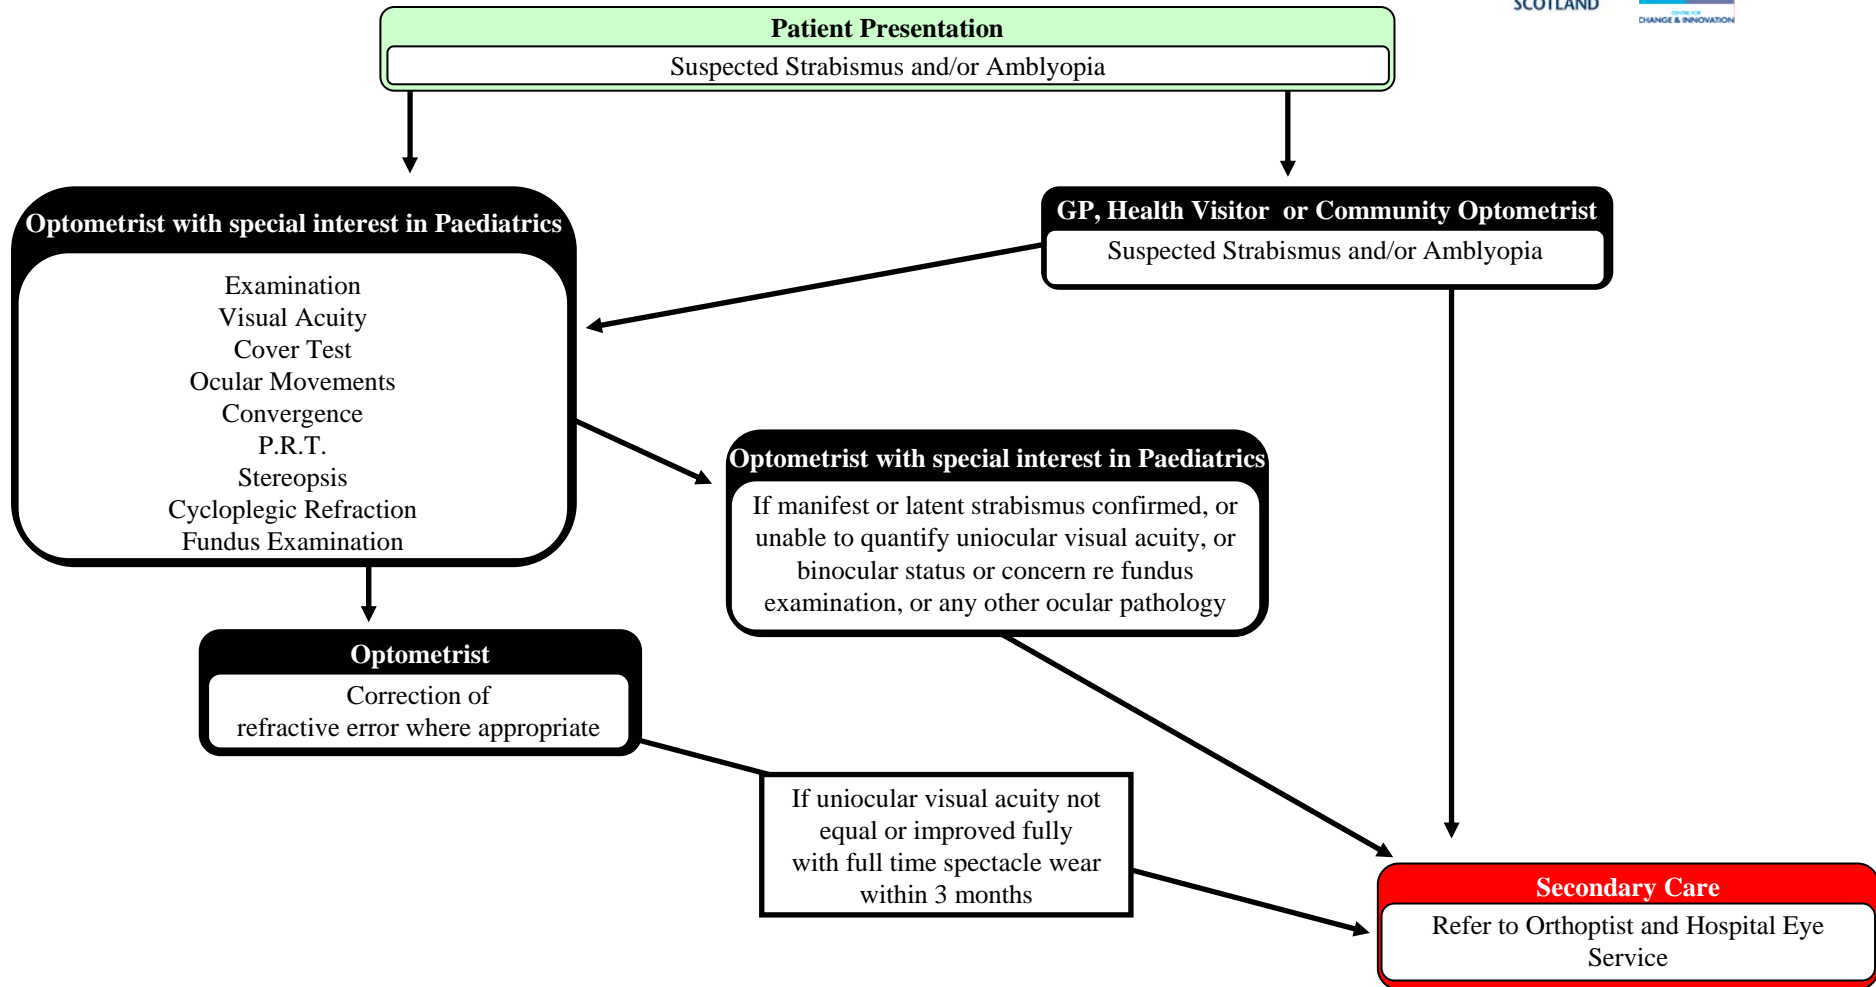 SCOTLAND
CENTRE FOR
CHANGE & INNOVATION
Patient Presentation
Suspected Strabismus and/or Amblyopia
Optometrist with special interest in Paediatrics
Examination
Visual Acuity
Cover Test
Ocular Movements
Convergence
P.R.T.
Stereopsis
Cycloplegic Refraction
Fundus Examination
GP, Health Visitor or Community Optometrist
Suspected Strabismus and/or Amblyopia
Optometrist with special interest in Paediatrics
If manifest or latent strabismus confirmed, or
unable to quantify uniocular visual acuity, or
binocular status or concern re fundus
examination, or any other ocular pathology
Optometrist
Correction of
refractive error where appropriate
If uniocular visual acuity not
equal or improved fully
with full time spectacle wear
within 3 months
Secondary Care
Refer to Orthoptist and Hospital Eye
Service